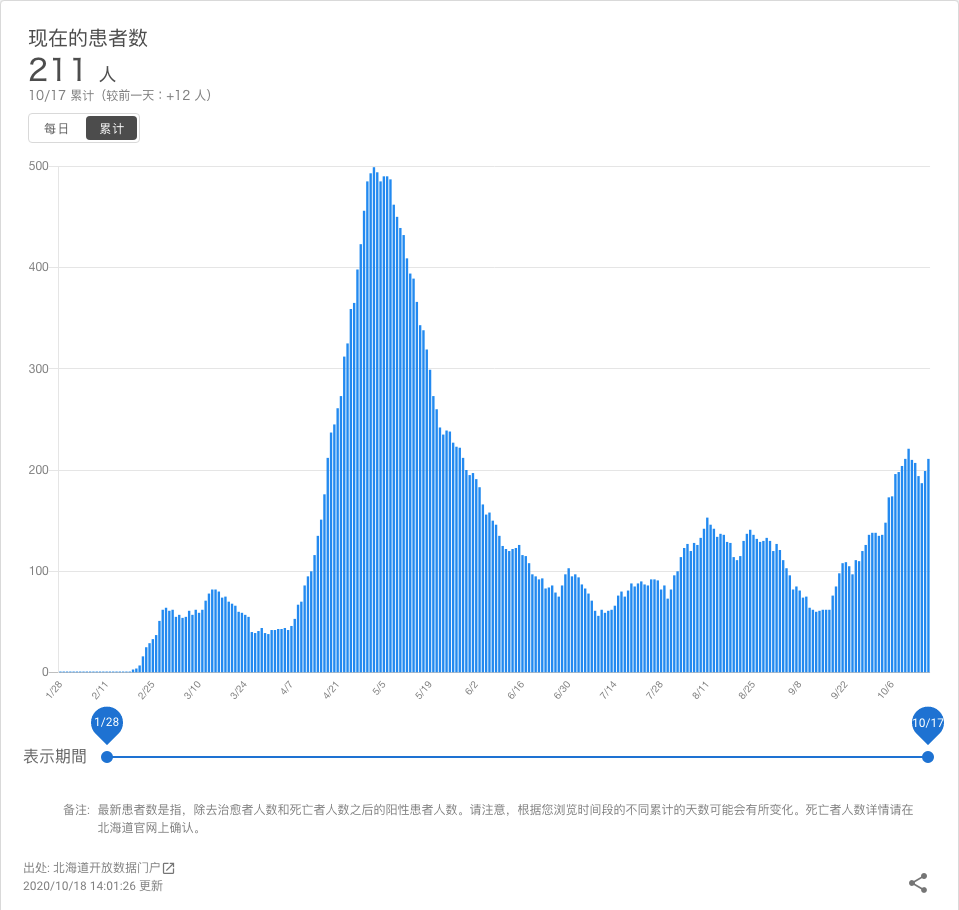 现在的患者数
211 人
10/17 累计（较前一天：+12 人）
每日 累计
500
400
300
200
100
0
1/28 2/11 2/25 3/10 3/24 4/7 4/21 5/5 5/19 6/2 6/16 6/30 7/14 7/28 8/11 8/25 9/8 9/22 10/6
1/28 10/17
表示期間
备注: 最新患者数是指，除去治愈者人数和死亡者人数之后的阳性患者人数。请注意，根据您浏览时间段的不同累计的天数可能会有所变化。死亡者人数详情请在
北海道官网上确认。
出处: 北海道开放数据门户
2020/10/18 14:01:26 更新